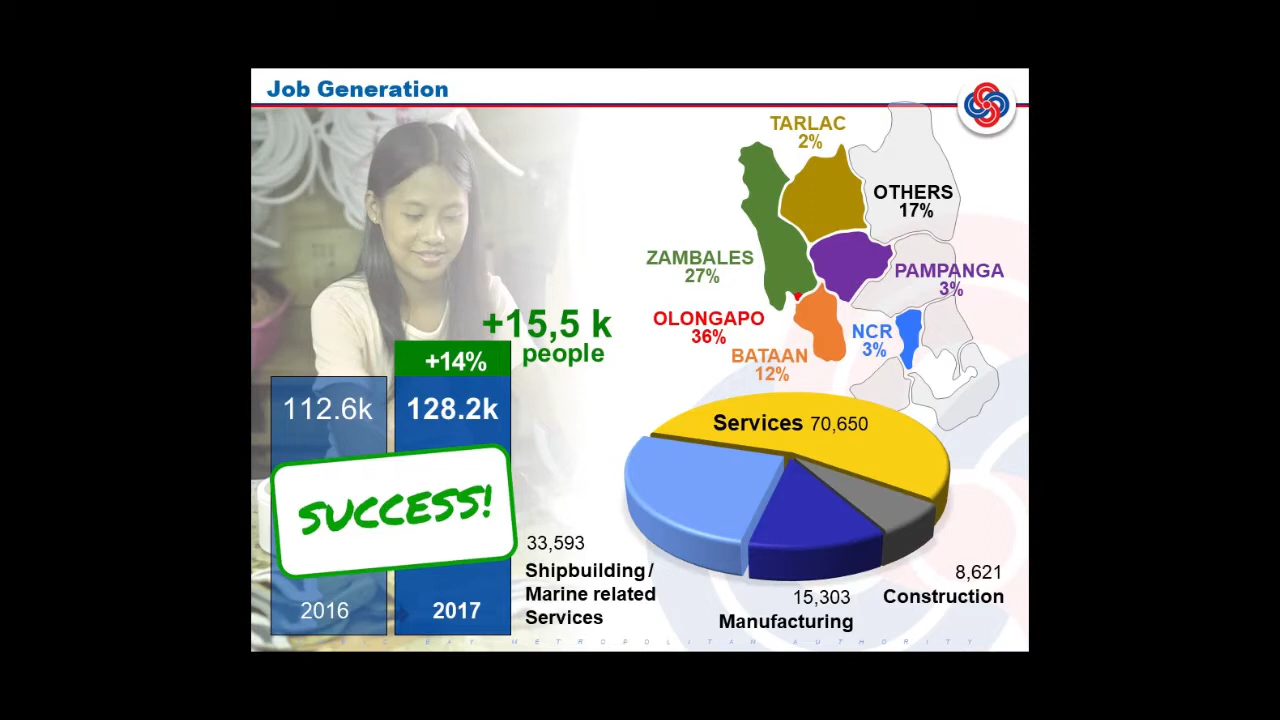 Job Generation
TARLAC
2%
OTHERS
17%
ZAMBALES
27%
PAMPANGA
3%
OLONGAPO
36%
NCR
3%
BATAAN
12%
+15,5 k
people
+14%
112.6k
128.2k
SUCCESS!
2016
2017
Services 70,650
33,593
Shipbuilding/
Marine related
Services
15,303
Manufacturing
8,621
Construction
METROPOLITAN AUTHORITY